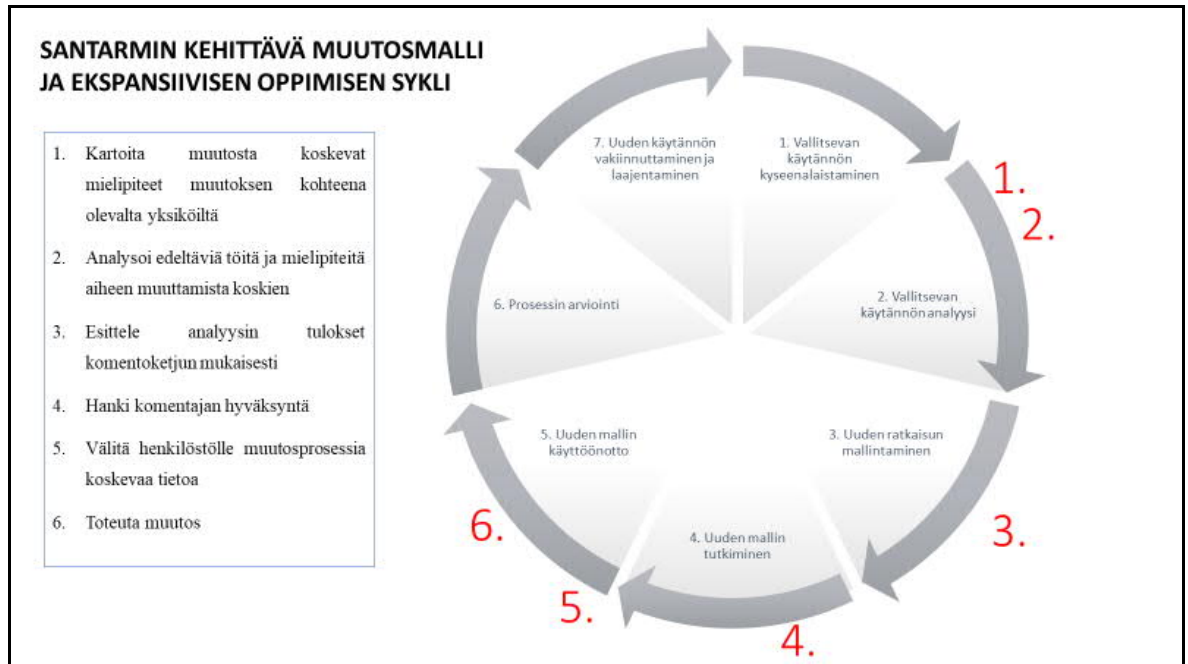 SANTARMIN KEHITTÄVÄ MUUTOSMALLI
JA EKSPANSIIVISEN OPPIMISEN SYKLI
1. Kartoita muutosta koskevat
mielipiteet muutoksen kohteena
olevalta yksiköiltä
2. Analysoi edeltäviä töitä ja mielipiteitä
aiheen muuttamista koskien
3. Esittele analyysin tulokset
komentoketjun mukaisesti
4. Hanki komentajan hyväksyntä
5. Välitä henkilöstölle muutosprosessia
koskevaa tietoa
6. Toteuta muutos
7. Uuden käytännön
vakiinnuttaminen ja
laajentaminen
1. Vallitsevan
käytännön
kyseenalaistaminen
1.
2.
6. Prosessin arviointi
2. Vallitsevan
käytännön analyysi
5. Uuden mallin
käyttöönotto
3. Uuden ratkaisun
mallintaminen
6.
3.
4. Uuden mallin
tutkiminen
5.
4.